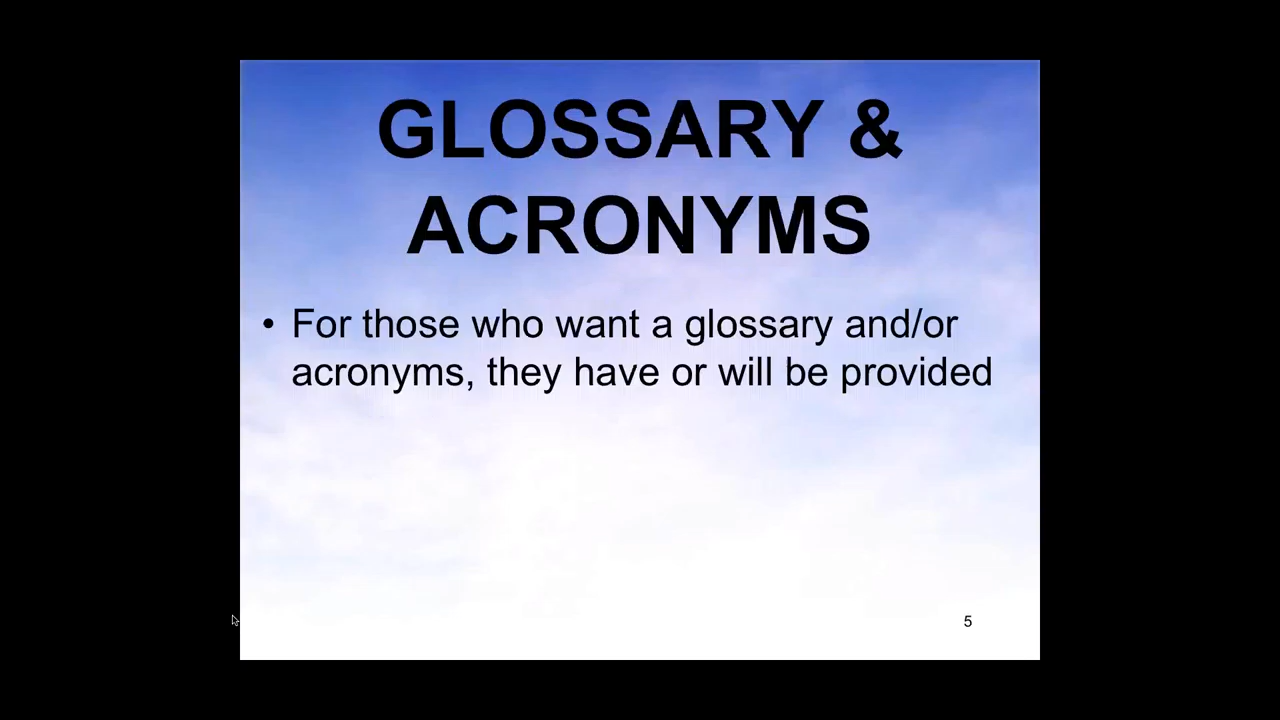 GLOSSARY &
ACRONYMS
• For those who want a glossary and/or
acronyms, they have or will be provided
5